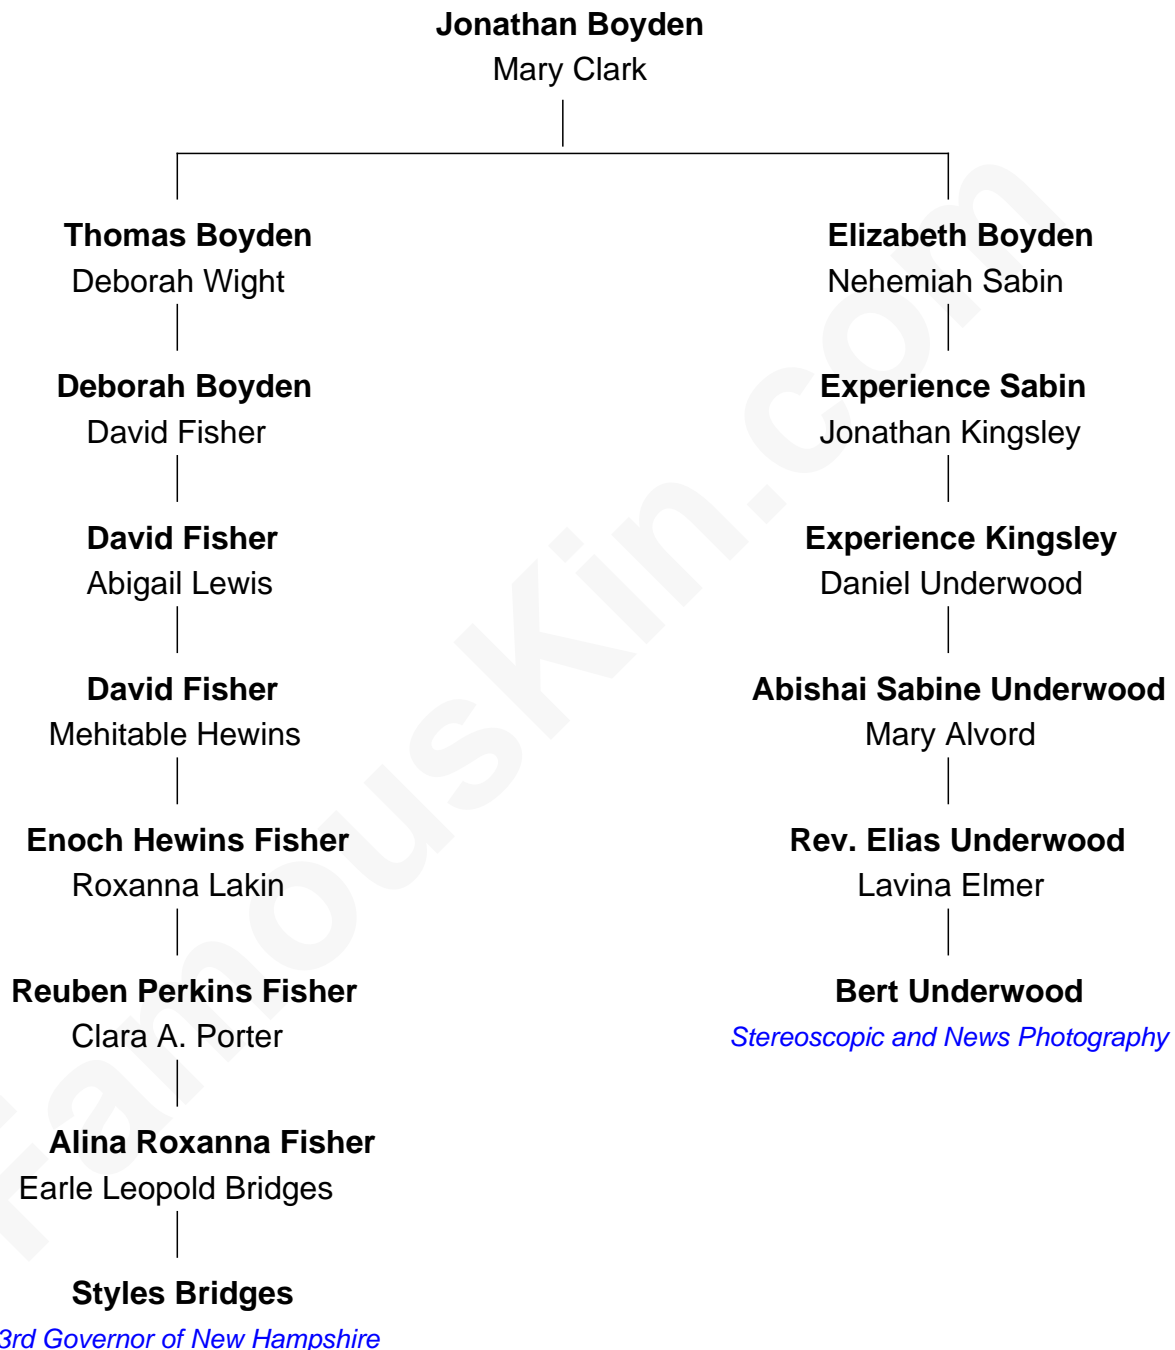 Jonathan Boyden
Mary Clark
Thomas Boyden
Deborah Wight
Elizabeth Boyden
Nehemiah Sabin
Deborah Boyden
David Fisher
Experience Sabin
Jonathan Kingsley
David Fisher
Abigail Lewis
Experience Kingsley
Daniel Underwood
David Fisher
Mehitable Hewins
Abishai Sabine Underwood
Mary Alvord
Enoch Hewins Fisher
Roxanna Lakin
Rev. Elias Underwood
Lavina Elmer
Reuben Perkins Fisher
Clara A. Porter
Bert Underwood
Stereoscopic and News Photography
Alina Roxanna Fisher
Earle Leopold Bridges
Styles Bridges
3rd Governor of New Hampshire
FamousKin.com